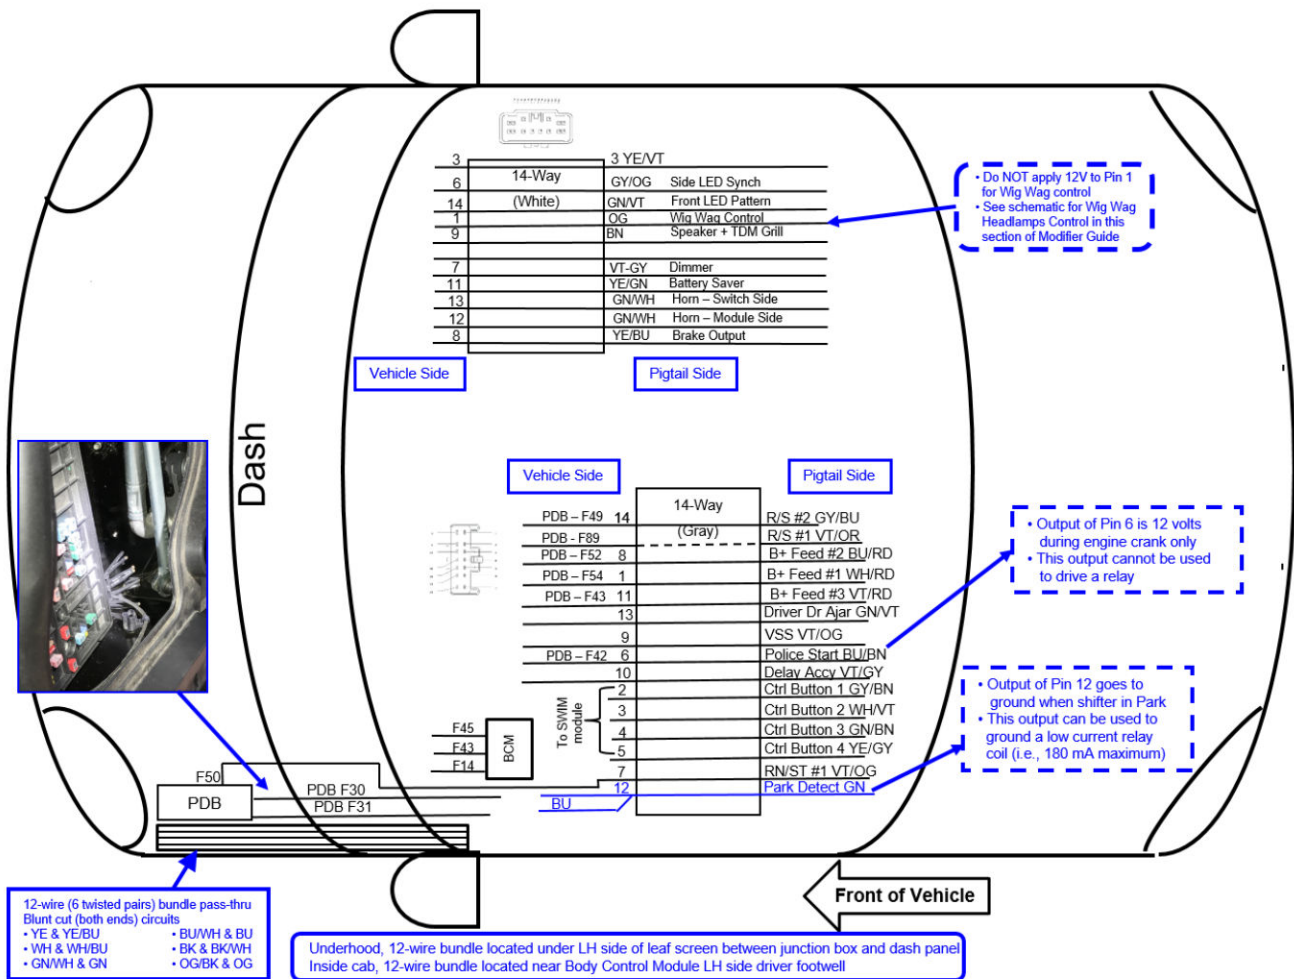 3 3 YE/VT
14-Way
(White)
6 GY/OG Side LED Synch
14 GN/VT Front LED Pattern
1 OG Wig Wag Control
9 BN Speaker + TDM Grill
7 VT-GY Dimmer
11 YE/GN Battery Saver
13 GN/WH Horn – Switch Side
12 GN/WH Horn – Module Side
8 YE/BU Brake Output
Vehicle Side
Pigtail Side
• Do NOT apply 12V to Pin 1
for Wig Wag control
• See schematic for Wig Wag
Headlamps Control in this
section of Modifier Guide
Dash
Vehicle Side
Pigtail Side
14-Way
(Gray)
PDB – F49 14 R/S #2 GY/BU
PDB - F89 R/S #1 VT/OR
PDB – F52 8 B+ Feed #2 BU/RD
PDB – F54 1 B+ Feed #1 WH/RD
PDB – F43 11 B+ Feed #3 VT/RD
13 Driver Dr Ajar GN/VT
9 VSS VT/OG
PDB – F42 6 Police Start BU/BN
10 Delay Accy VT/GY
2 Ctrl Button 1 GY/BN
3 Ctrl Button 2 WH/VT
4 Ctrl Button 3 GN/BN
5 Ctrl Button 4 YE/GY
7 RN/ST #1 VT/OG
12 Park Detect GN
BU
To SWIM
module
• Output of Pin 6 is 12 volts
during engine crank only
• This output cannot be used
to drive a relay
• Output of Pin 12 goes to
ground when shifter in Park
• This output can be used to
ground a low current relay
coil (i.e., 180 mA maximum)
F45
F43
F14
BCM
F50
PDB
PDB F30
PDB F31
Front of Vehicle
12-wire (6 twisted pairs) bundle pass-thru
Blunt cut (both ends) circuits
• YE & YE/BU • BU/WH & BU
• WH & WH/BU • BK & BK/WH
• GN/WH & GN • OG/BK & OG
Underhood, 12-wire bundle located under LH side of leaf screen between junction box and dash panel
Inside cab, 12-wire bundle located near Body Control Module LH side driver footwell